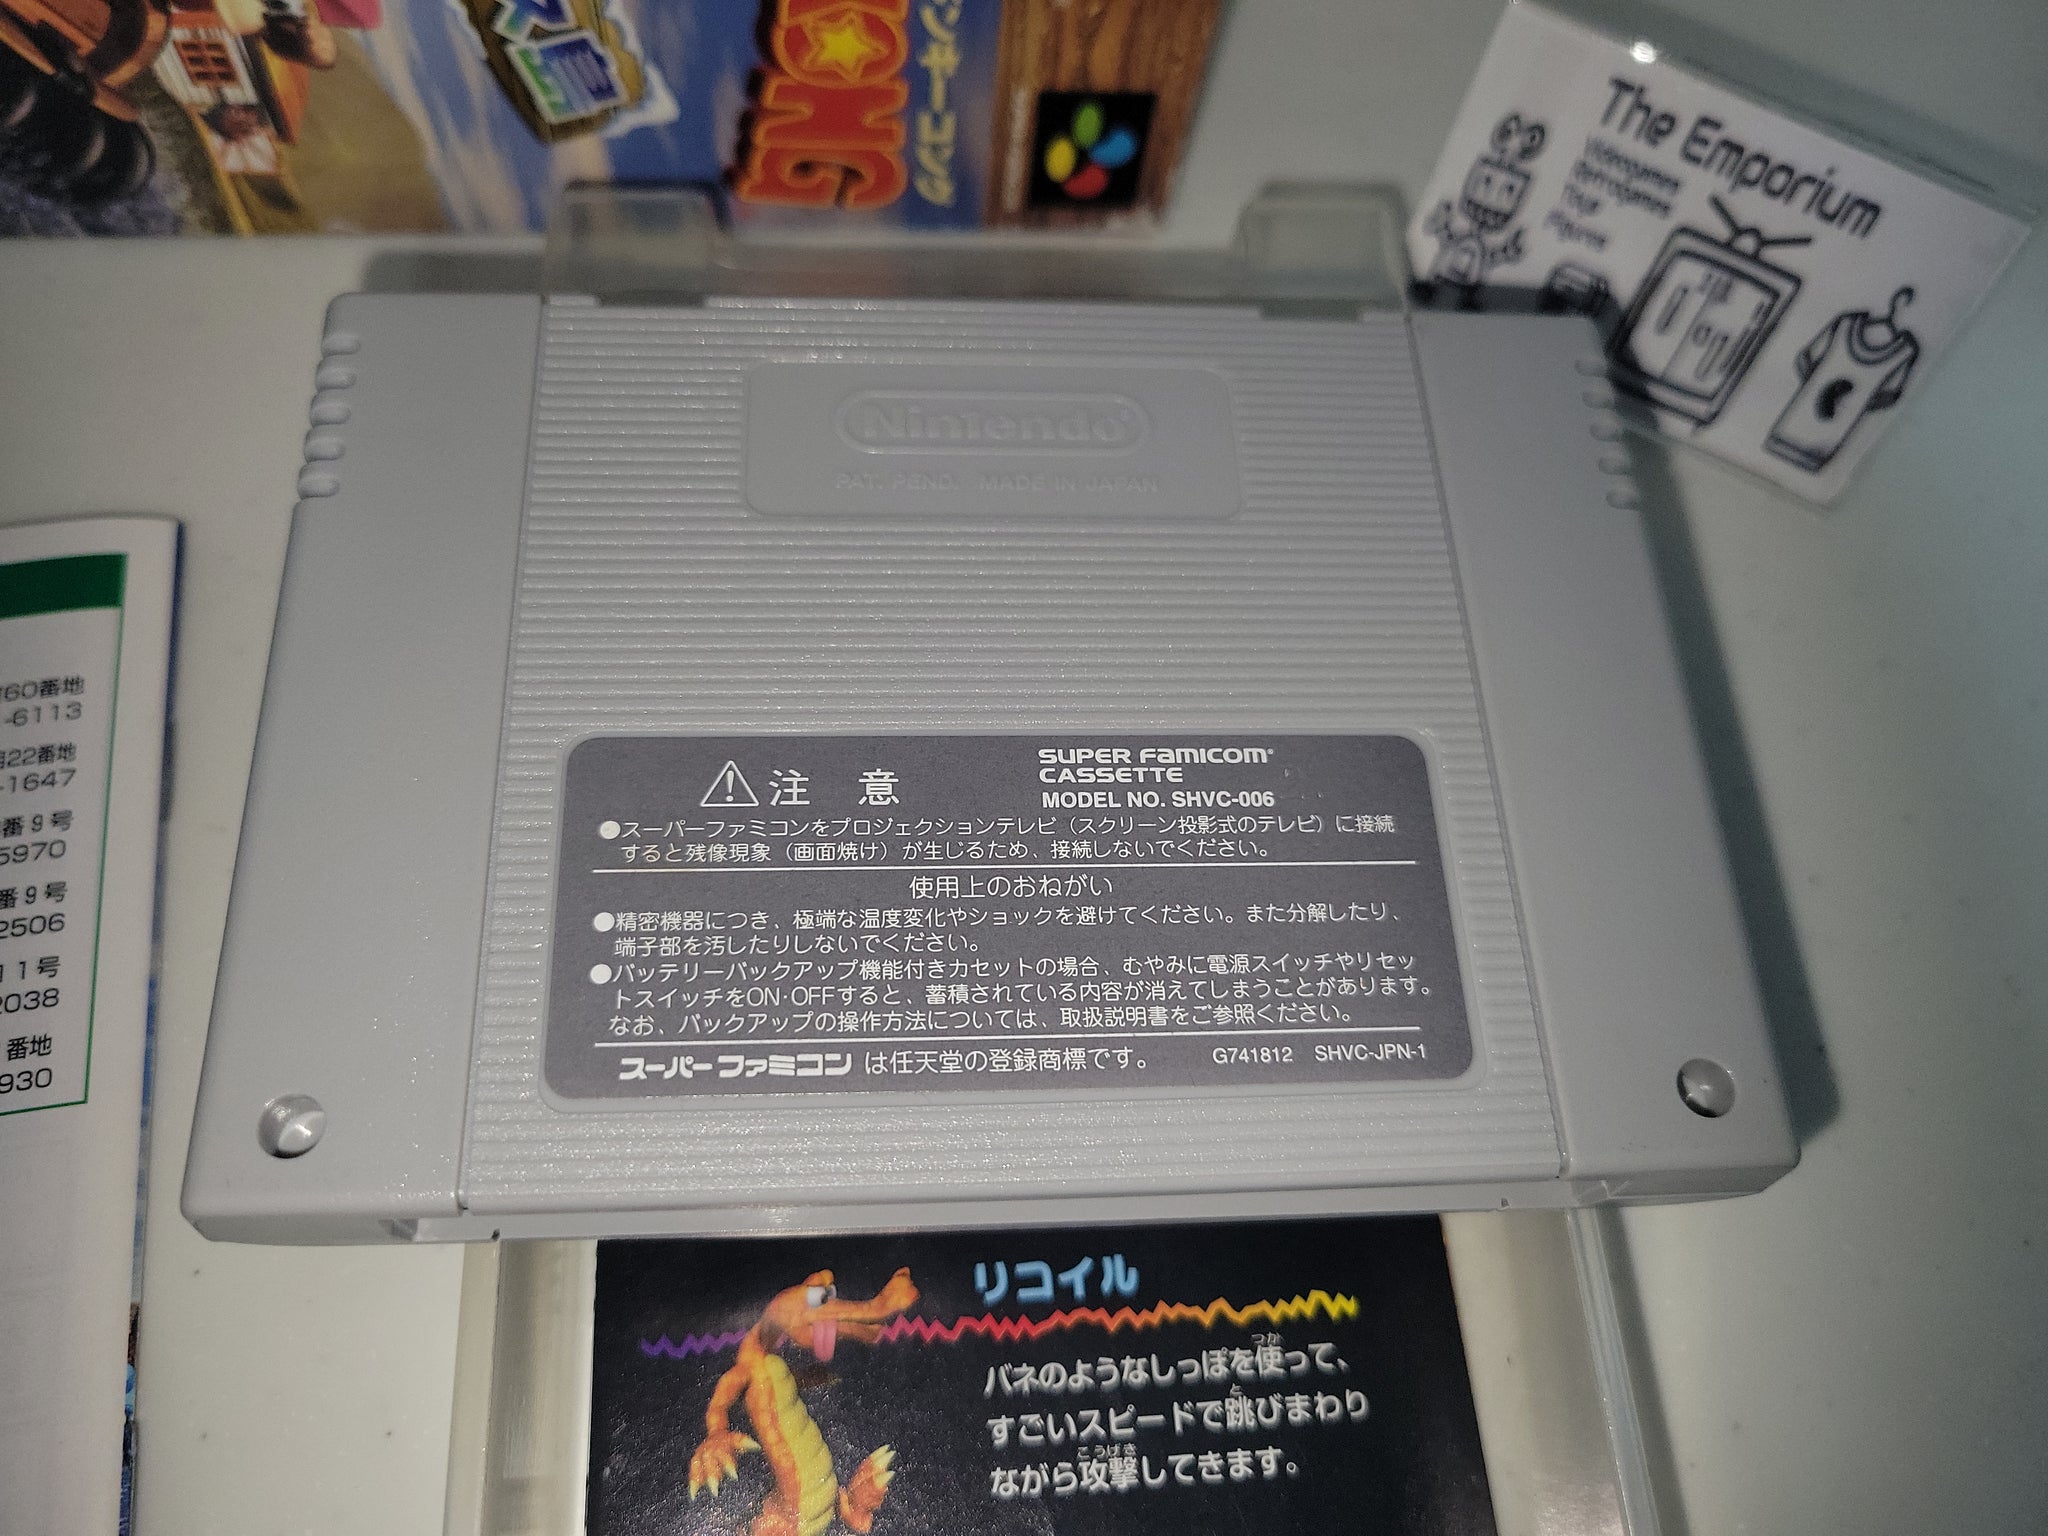 ドンキーコング
The Emporium
Videogames
Retrogames
Toys
Figures
Nintendo®
PAT. PEND. MADE IN JAPAN
60番地
-6113
22番地
-1647
番9号
5970
番9号
2506
11号
2038
番地
930
⚠注 意
SUPER FAMICOM®
CASSETTE
MODEL NO. SHVC-006
●スーパーファミコンをプロジェクションテレビ（スクリーン投影式のテレビ）に接続
すると残像現象（画面焼け）が生じるため、接続しないでください。
使用上のおねがい
●精密機器につき、極端な温度変化やショックを避けてください。また分解したり、
端子部を汚したりしないでください。
●バッテリーバックアップ機能付きカセットの場合、むやみに電源スイッチやリセッ
トスイッチをON·OFFすると、蓄積されている内容が消えてしまうことがあります。
なお、バックアップの操作方法については、取扱説明書をご参照ください。
スーパーファミコン は任天堂の登録商標です。 G741812 SHVC-JPN-1
リコイル
バネのようなしっぽを使って、
すごいスピードで跳びまわり
ながら攻撃してきます。